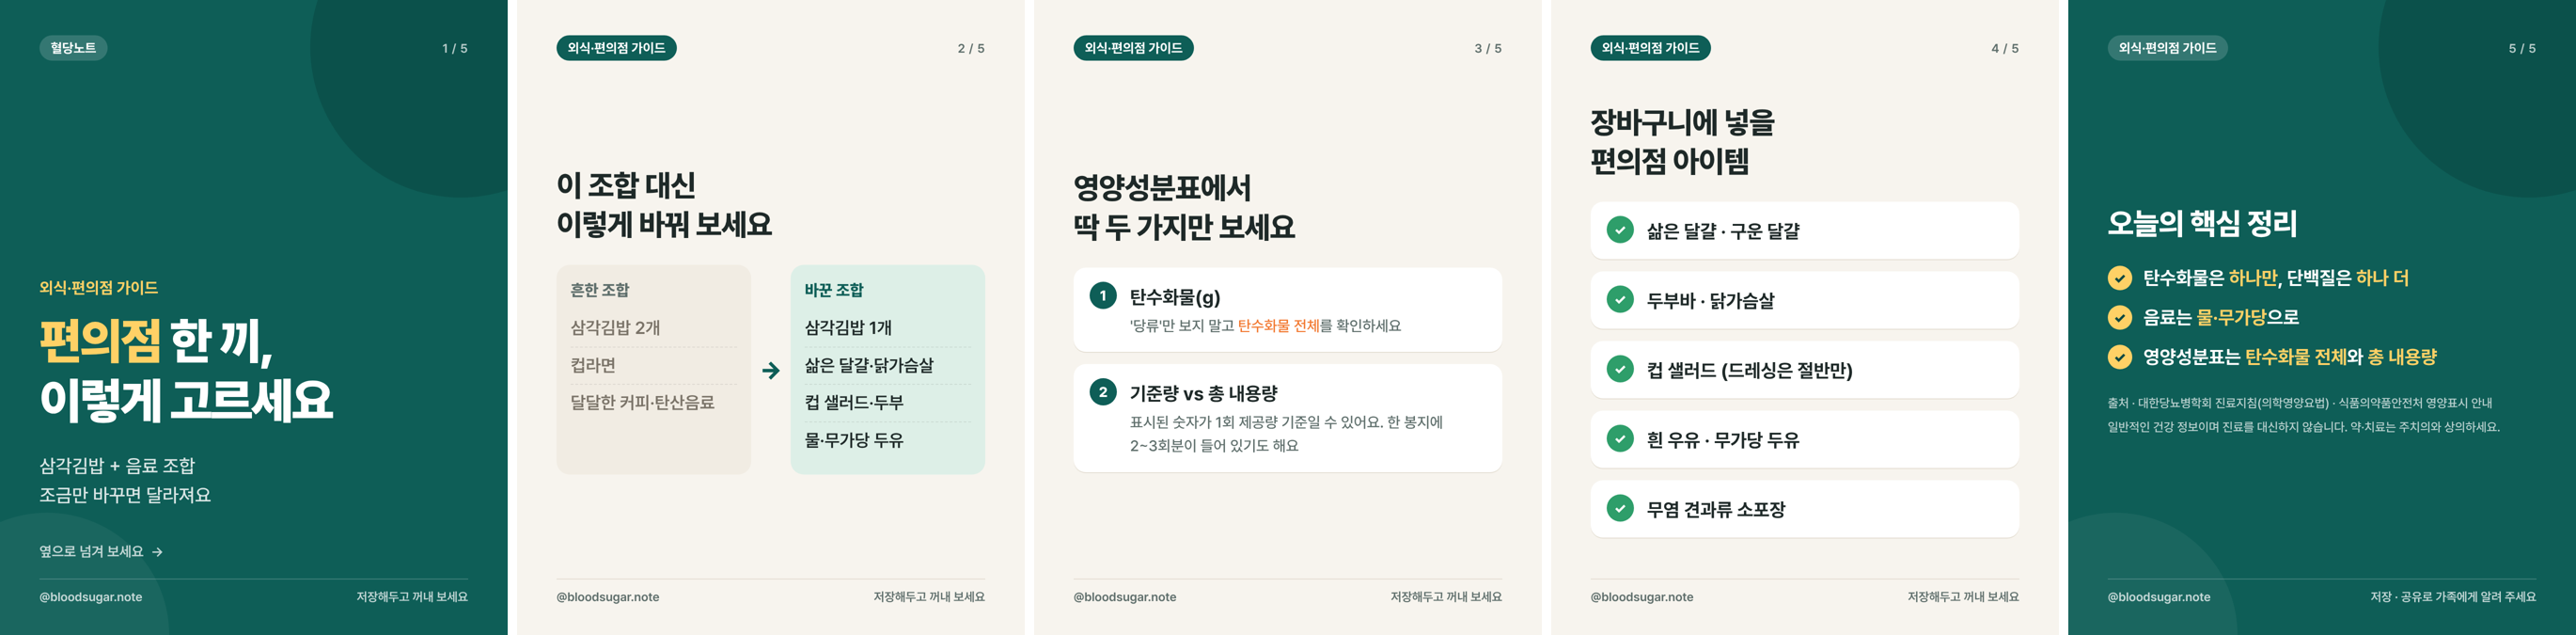 혈당노트
1 / 5
외식·편의점 가이드
편의점 한 끼,
이렇게 고르세요
삼각김밥 + 음료 조합
조금만 바꾸면 달라져요
옆으로 넘겨 보세요 →
@bloodsugar.note
저장해두고 꺼내 보세요
외식·편의점 가이드
2 / 5
이 조합 대신
이렇게 바꿔 보세요
흔한 조합
삼각김밥 2개
컵라면
달달한 커피·탄산음료
→
바꾼 조합
삼각김밥 1개
삶은 달걀·닭가슴살
컵 샐러드·두부
물·무가당 두유
@bloodsugar.note
저장해두고 꺼내 보세요
외식·편의점 가이드
3 / 5
영양성분표에서
딱 두 가지만 보세요
1
탄수화물(g)
'당류'만 보지 말고 탄수화물 전체를 확인하세요
2
기준량 vs 총 내용량
표시된 숫자가 1회 제공량 기준일 수 있어요. 한 봉지에
2~3회분이 들어 있기도 해요
@bloodsugar.note
저장해두고 꺼내 보세요
외식·편의점 가이드
4 / 5
장바구니에 넣을
편의점 아이템
삶은 달걀 · 구운 달걀
두부바 · 닭가슴살
컵 샐러드 (드레싱은 절반만)
흰 우유 · 무가당 두유
무염 견과류 소포장
@bloodsugar.note
저장해두고 꺼내 보세요
외식·편의점 가이드
5 / 5
오늘의 핵심 정리
탄수화물은 하나만, 단백질은 하나 더
음료는 물·무가당으로
영양성분표는 탄수화물 전체와 총 내용량
출처 · 대한당뇨병학회 진료지침(의학영양요법) · 식품의약품안전처 영양표시 안내
일반적인 건강 정보이며 진료를 대신하지 않습니다. 약·치료는 주치의와 상의하세요.
@bloodsugar.note
저장 · 공유로 가족에게 알려 주세요